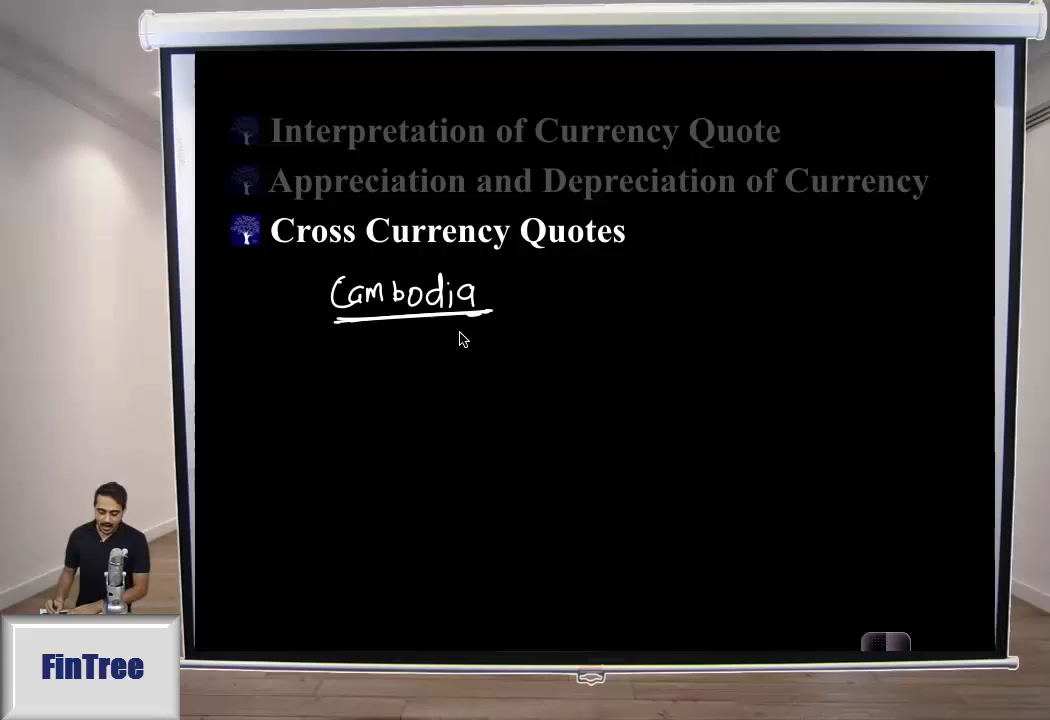 Interpretation of Currency Quote
Appreciation and Depreciation of Currency
Cross Currency Quotes
Cambodia
FinTree